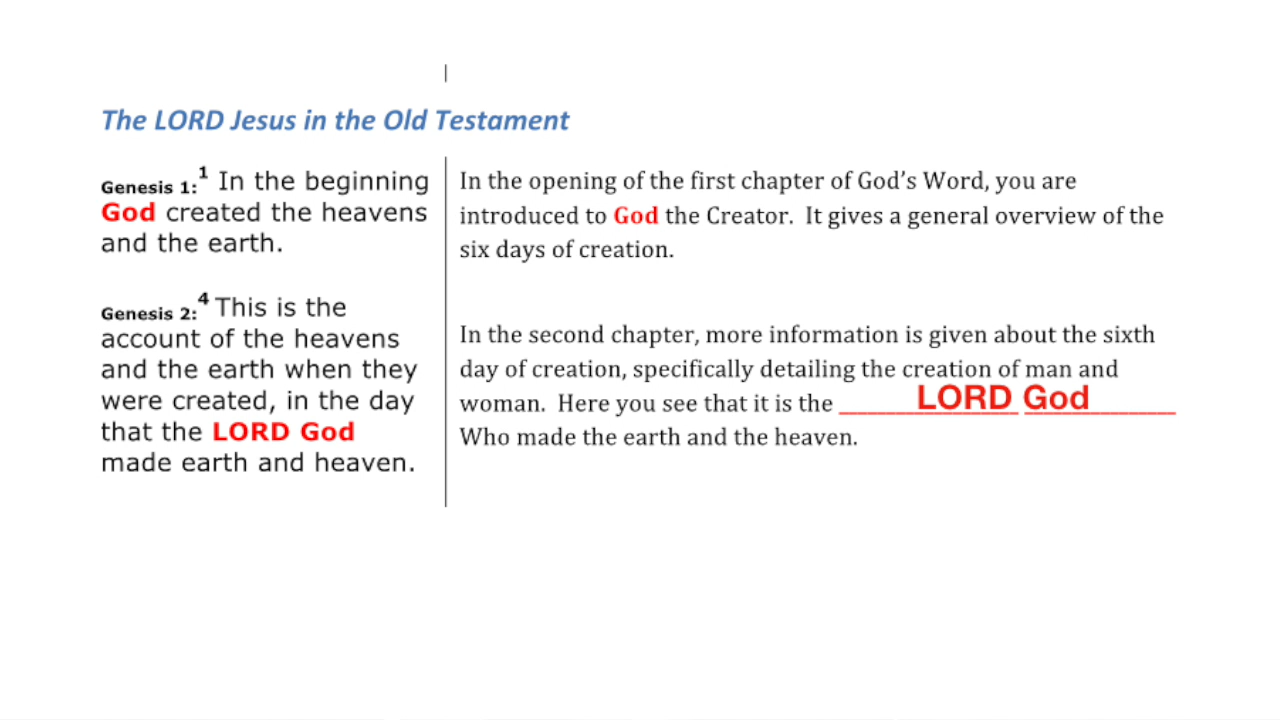 The LORD Jesus in the Old Testament
Genesis 1:1 In the beginning
God created the heavens
and the earth.
In the opening of the first chapter of God’s Word, you are
introduced to God the Creator.  It gives a general overview of the
six days of creation.
Genesis 2:4 This is the
account of the heavens
and the earth when they
were created, in the day
that the LORD God
made earth and heaven.
In the second chapter, more information is given about the sixth
day of creation, specifically detailing the creation of man and
woman.  Here you see that it is the LORD God
Who made the earth and the heaven.